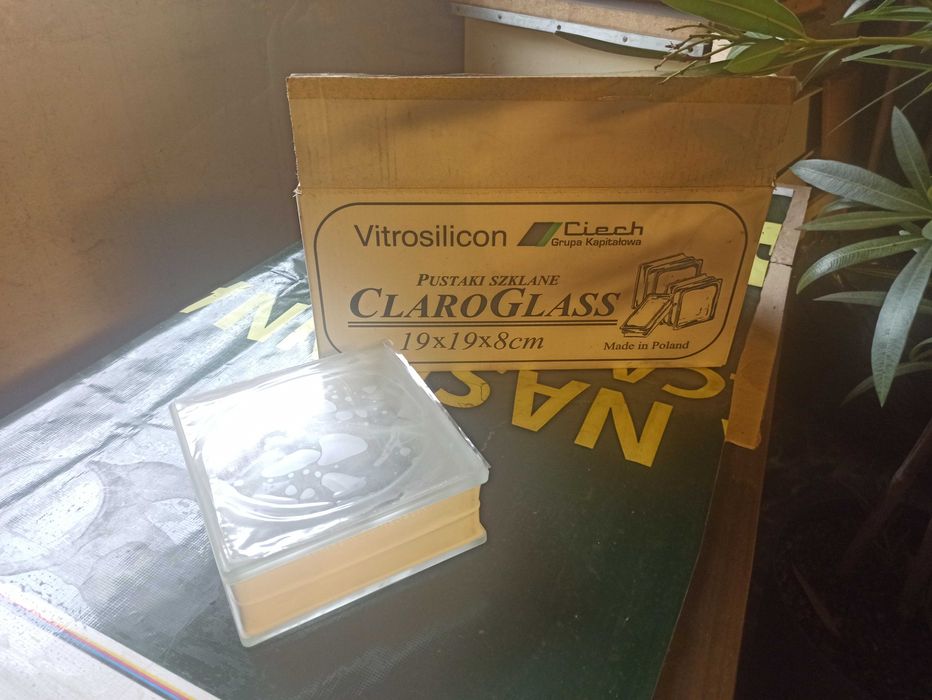 Vitrosilicon
Ciech
Grupa Kapitałowa
PUSTAKI SZKLANE
CLAROGLASS
19x19x8cm
Made in Poland